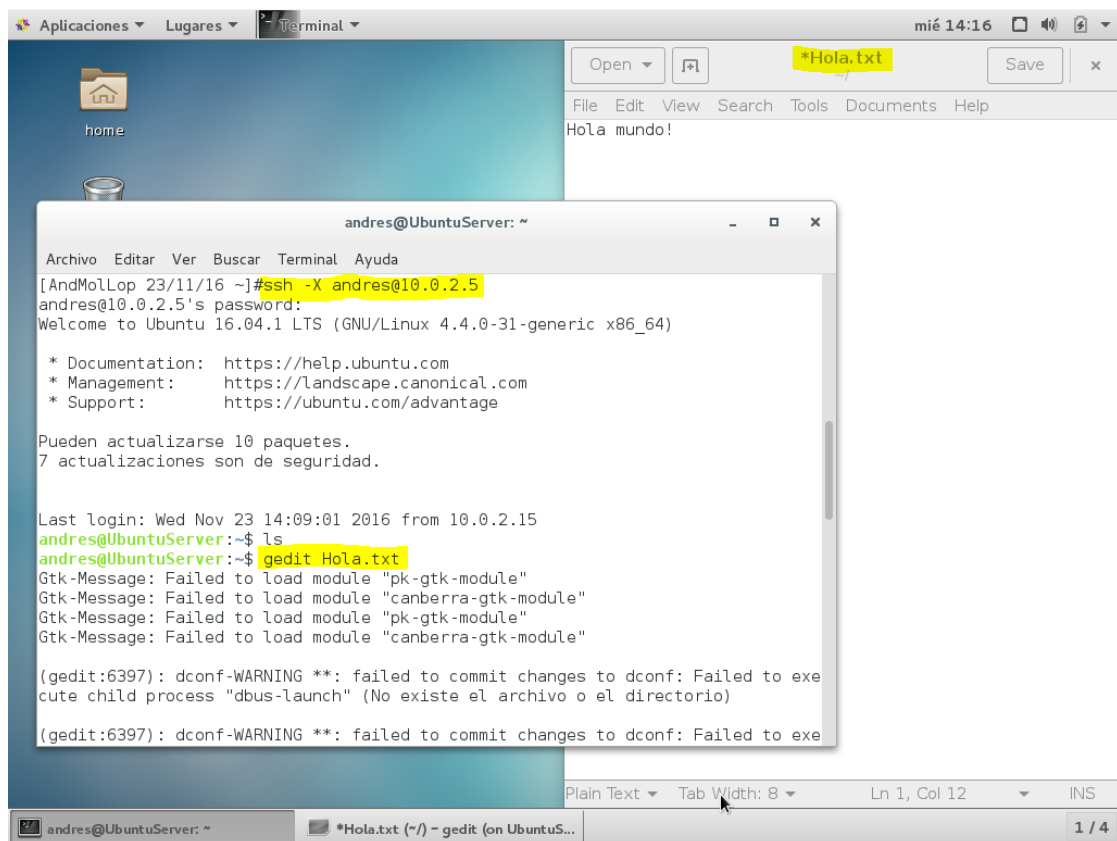 Aplicaciones Lugares Terminal mié 14:16
home
Open *Hola.txt Save
~/
File Edit View Search Tools Documents Help
Hola mundo!
andres@UbuntuServer: ~
Archivo Editar Ver Buscar Terminal Ayuda
[AndMolLop 23/11/16 ~]#ssh -X andres@10.0.2.5
andres@10.0.2.5's password:
Welcome to Ubuntu 16.04.1 LTS (GNU/Linux 4.4.0-31-generic x86_64)
* Documentation: https://help.ubuntu.com
* Management: https://landscape.canonical.com
* Support: https://ubuntu.com/advantage
Pueden actualizarse 10 paquetes.
7 actualizaciones son de seguridad.
Last login: Wed Nov 23 14:09:01 2016 from 10.0.2.15
andres@UbuntuServer:~$ ls
andres@UbuntuServer:~$ gedit Hola.txt
Gtk-Message: Failed to load module "pk-gtk-module"
Gtk-Message: Failed to load module "canberra-gtk-module"
Gtk-Message: Failed to load module "pk-gtk-module"
Gtk-Message: Failed to load module "canberra-gtk-module"
(gedit:6397): dconf-WARNING **: failed to commit changes to dconf: Failed to exe
cute child process "dbus-launch" (No existe el archivo o el directorio)
(gedit:6397): dconf-WARNING **: failed to commit changes to dconf: Failed to exe
Plain Text Tab Width: 8 Ln 1, Col 12 INS
andres@UbuntuServer: ~ *Hola.txt (~/) - gedit (on UbuntuS... 1 / 4